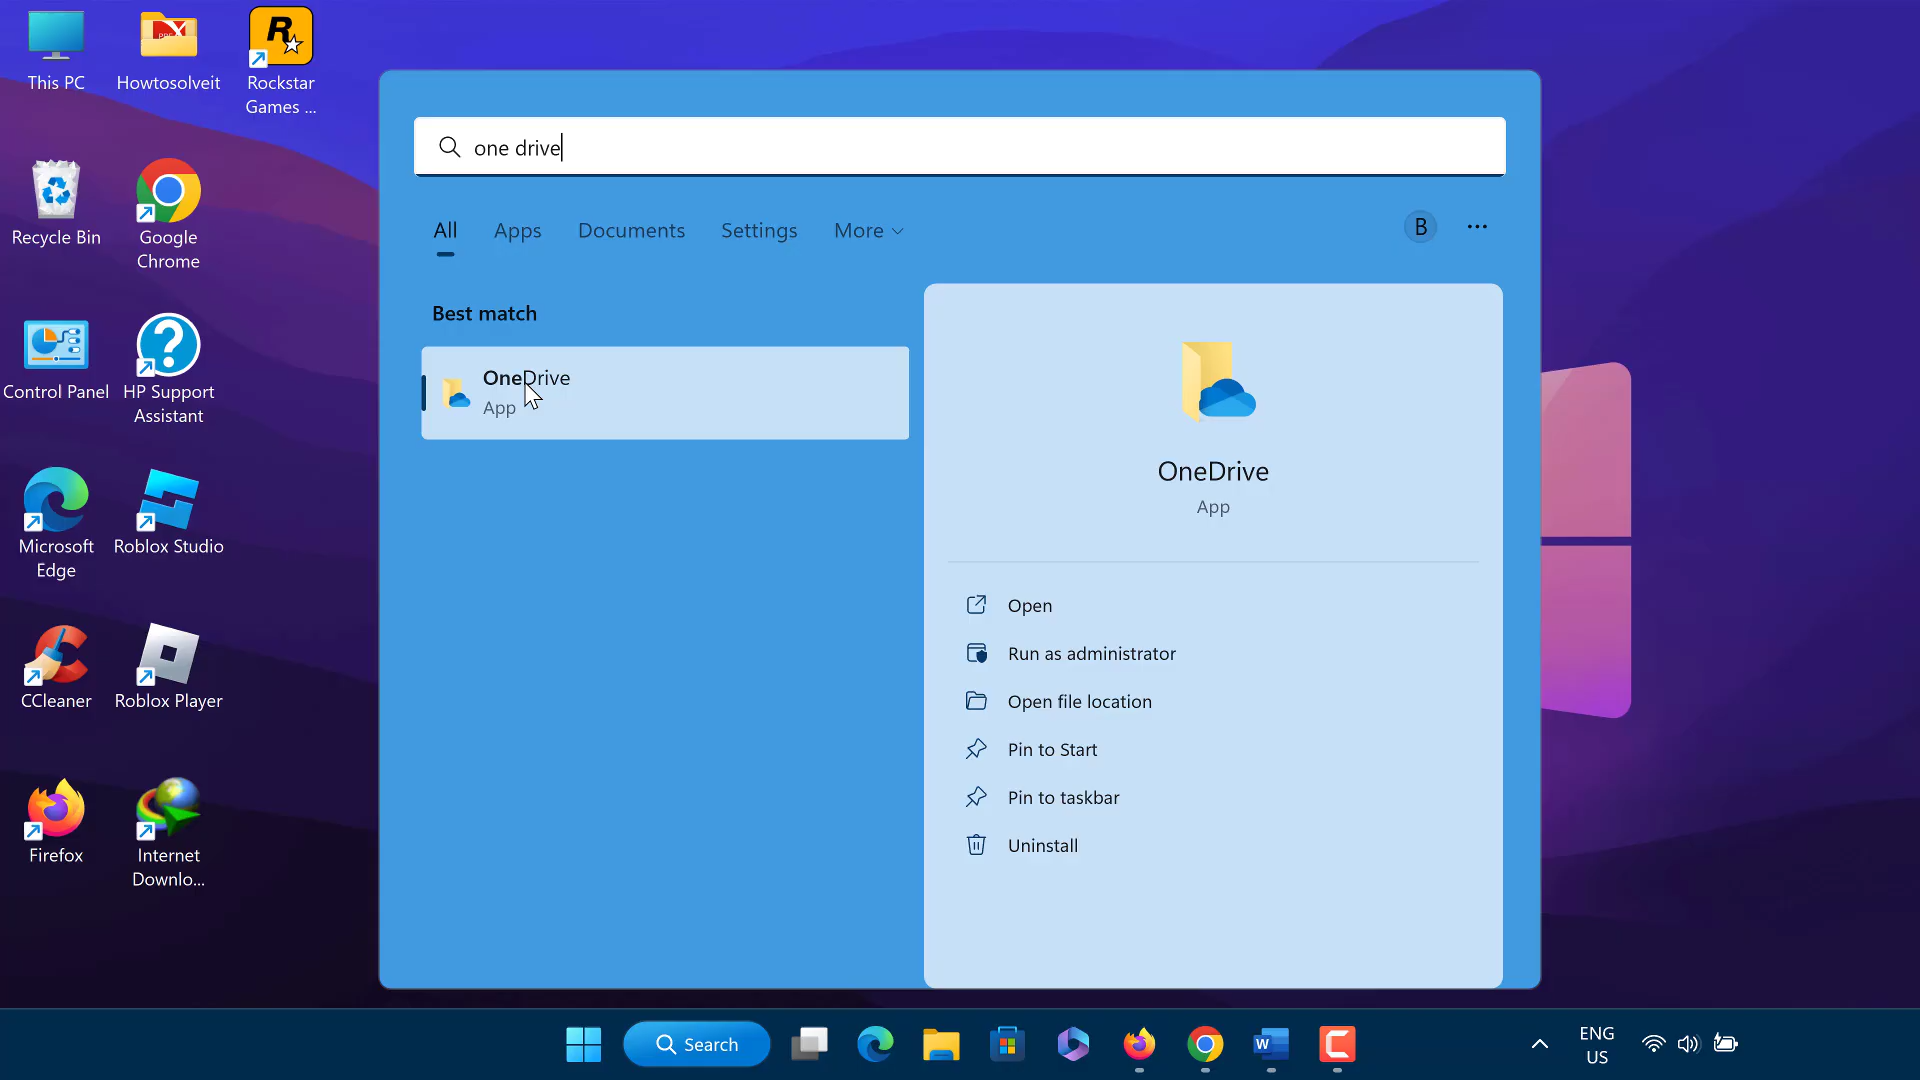 This PC
Howtosolveit
Rockstar
Games ...
Recycle Bin
Google
Chrome
Control Panel
HP Support
Assistant
Microsoft
Edge
Roblox Studio
CCleaner
Roblox Player
Firefox
Internet
Downlo...
one drive
All
Apps
Documents
Settings
More
B
Best match
OneDrive
App
OneDrive
App
Open
Run as administrator
Open file location
Pin to Start
Pin to taskbar
Uninstall
Search
ENG
US